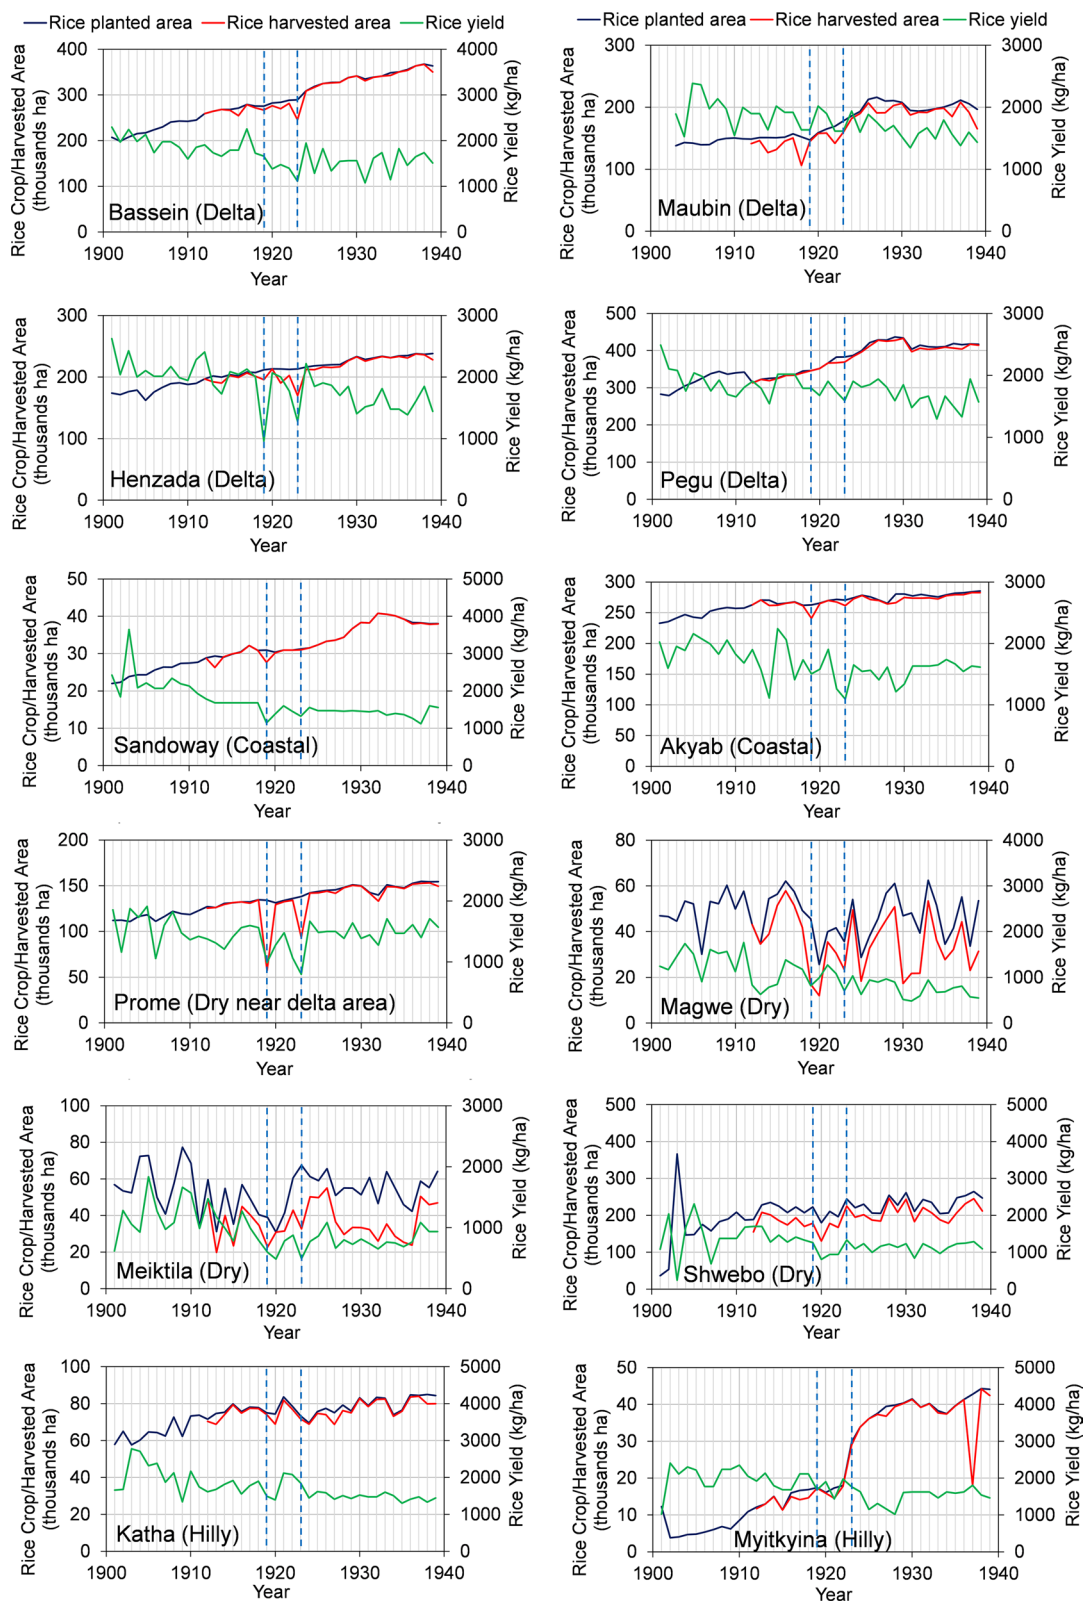 Rice planted area Rice harvested area Rice yield
Rice planted area Rice harvested area Rice yield
Rice Crop/Harvested Area
(thousands ha)
400
300
200
100
0
4000
3000
2000
1000
0
Rice Yield (kg/ha)
Bassein (Delta)
1900 1910 1920 1930 1940
Year
Rice Crop/Harvested Area
(thousands ha)
300
200
100
00
3000
2000
1000
0
Rice Yield (kg/ha)
Maubin (Delta)
1900 1910 1920 1930 1940
Year
Rice Crop/Harvested Area
(thousands ha)
300
200
100
0
3000
2000
1000
0
Rice Yield (kg/ha)
Henzada (Delta)
1900 1910 1920 1930 1940
Year
Rice Crop/Harvested Area
(thousands ha)
500
400
300
200
100
0
3000
2000
1000
0
Rice Yield (kg/ha)
Pegu (Delta)
1900 1910 1920 1930 1940
Year
Rice Crop/Harvested Area
(thousands ha)
50
40
30
20
10
0
5000
4000
3000
2000
1000
0
Rice Yield (kg/ha)
Sandoway (Coastal)
1900 1910 1920 1930 1940
Year
Rice Crop/Harvested Area
(thousands ha)
300
250
200
150
100
50
0
3000
2000
1000
0
Rice Yield (kg/ha)
Akyab (Coastal)
1900 1910 1920 1930 1940
Year
Rice Crop/Harvested Area
(thousands ha)
200
150
100
50
0
3000
2000
1000
0
Rice Yield (kg/ha)
Prome (Dry near delta area)
1900 1910 1920 1930 1940
Year
Rice Crop/Harvested Area
(thousands ha)
80
60
40
20
0
4000
3000
2000
1000
0
Rice Yield (kg/ha)
Magwe (Dry)
1900 1910 1920 1930 1940
Year
Rice Crop/Harvested Area
(thousands ha)
100
80
60
40
20
0
3000
2000
1000
0
Rice Yield (kg/ha)
Meiktila (Dry)
1900 1910 1920 1930 1940
Year
Rice Crop/Harvested Area
(thousands ha)
500
400
300
200
100
0
5000
4000
3000
2000
1000
0
Rice Yield (kg/ha)
Shwebo (Dry)
1900 1910 1920 1930 1940
Year
Rice Crop/Harvested Area
(thousands ha)
100
80
60
40
20
0
5000
4000
3000
2000
1000
0
Rice Yield (kg/ha)
Katha (Hilly)
1900 1910 1920 1930 1940
Year
Rice Crop/Harvested Area
(thousands ha)
50
40
30
20
10
0
5000
4000
3000
2000
1000
0
Rice Yield (kg/ha)
Myitkyina (Hilly)
1900 1910 1920 1930 1940
Year